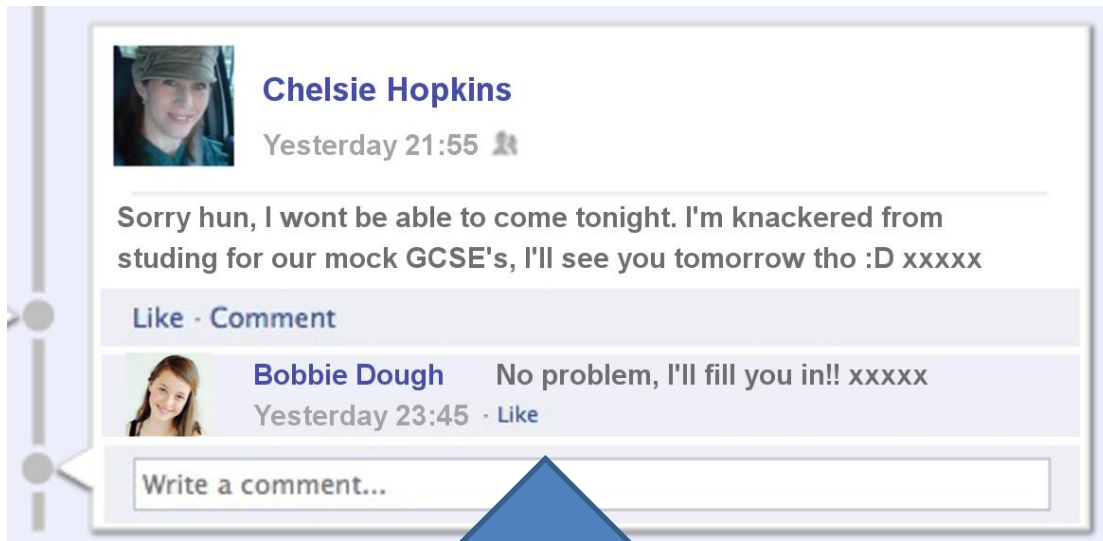 Chelsie Hopkins
Yesterday 21:55
Sorry hun, I wont be able to come tonight. I'm knackered from
studing for our mock GCSE's, I'll see you tomorrow tho :D xxxxx
Like · Comment
Bobbie Dough No problem, I'll fill you in!! xxxxx
Yesterday 23:45 · Like
Write a comment...